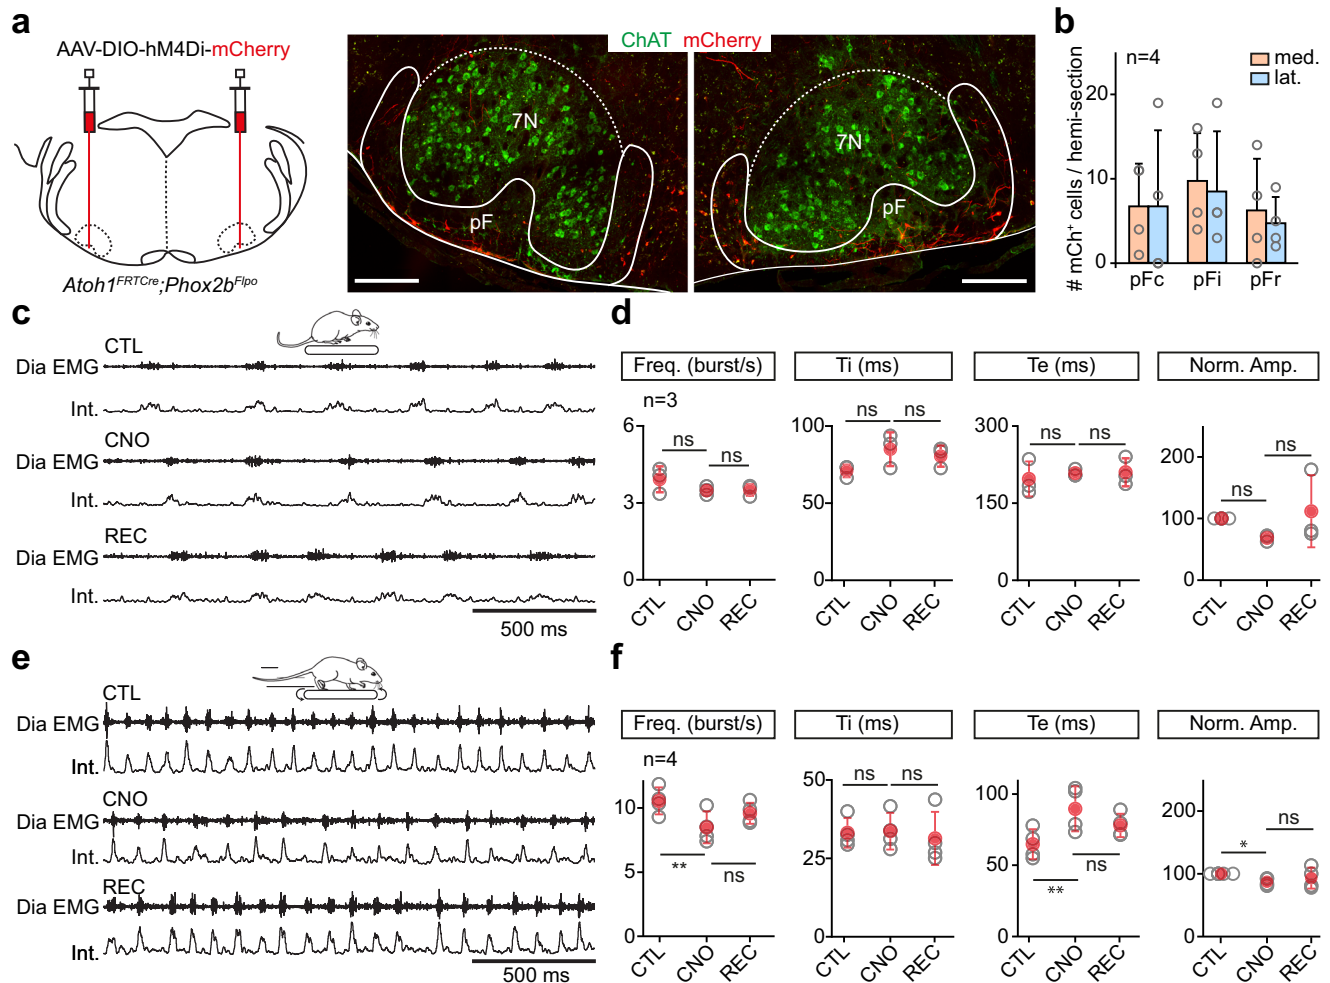 a
AAV-DIO-hM4Di-mCherry
Atoh1FRTCre;Phox2bFlpo
ChAT mCherry
7N
pF
7N
pF
b
n=4
med.
lat.
# mCh+ cells / hemi-section
20
10
0
pFc pFi pFr
c
CTL
Dia EMG
Int.
CNO
Dia EMG
Int.
REC
Dia EMG
Int.
500 ms
d
Freq. (burst/s)
n=3
6
3
0
ns
ns
CTL CNO REC
Ti (ms)
100
50
0
ns ns
CTL CNO REC
Te (ms)
300
150
0
ns ns
CTL CNO REC
Norm. Amp.
200
100
0
ns
ns
CTL CNO REC
e
CTL
Dia EMG
Int.
CNO
Dia EMG
Int.
REC
Dia EMG
Int.
500 ms
f
Freq. (burst/s)
n=4
10
5
0
**
ns
CTL CNO REC
Ti (ms)
50
25
0
ns ns
CTL CNO REC
Te (ms)
100
50
0
**
ns
CTL CNO REC
Norm. Amp.
200
100
0
*
ns
CTL CNO REC